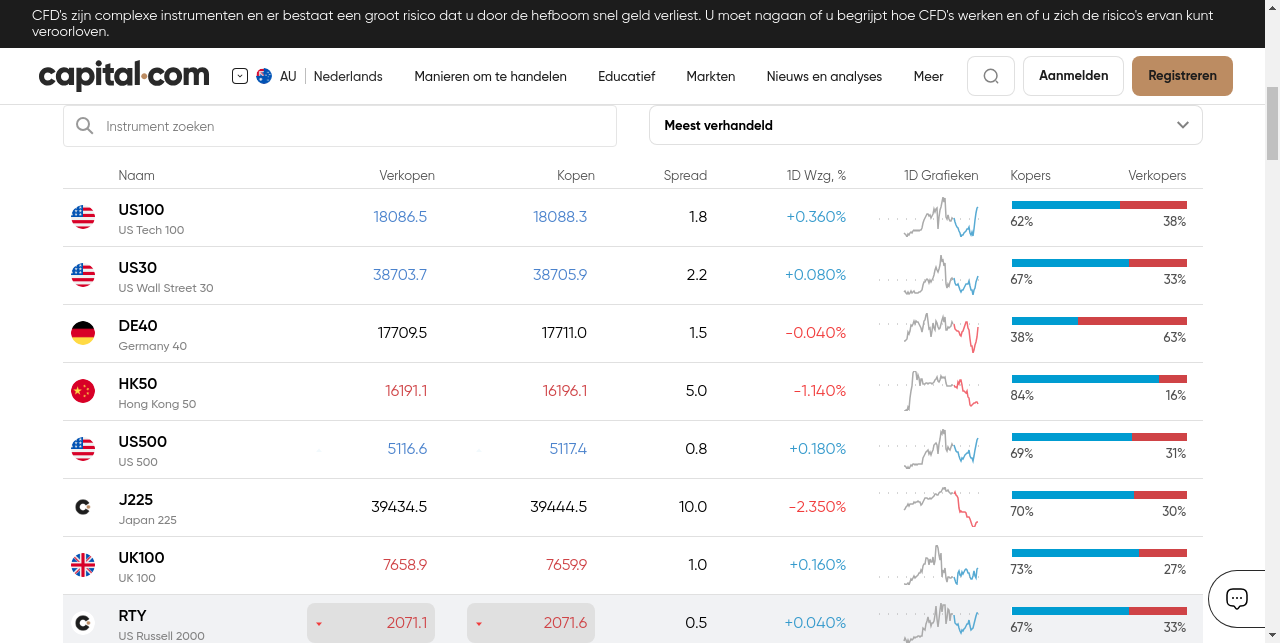 CFD's zijn complexe instrumenten en er bestaat een groot risico dat u door de hefboom snel geld verliest. U moet nagaan of u begrijpt hoe CFD's werken en of u zich de risico's ervan kunt
veroorloven.
capital.com AU Nederlands Manieren om te handelen Educatief Markten Nieuws en analyses Meer Aanmelden Registreren
Instrument zoeken Meest verhandeld
Naam Verkopen Kopen Spread 1D Wzg, % 1D Grafieken Kopers Verkopers
US100 18086.5 18088.3 1.8 +0.360%
US Tech 100 62% 38%
US30 38703.7 38705.9 2.2 +0.080%
US Wall Street 30 67% 33%
DE40 17709.5 17711.0 1.5 -0.040%
Germany 40 38% 63%
HK50 16191.1 16196.1 5.0 -1.140%
Hong Kong 50 84% 16%
US500 5116.6 5117.4 0.8 +0.180%
US 500 69% 31%
J225 39434.5 39444.5 10.0 -2.350%
Japan 225 70% 30%
UK100 7658.9 7659.9 1.0 +0.160%
UK 100 73% 27%
RTY 2071.1 2071.6 0.5 +0.040%
US Russell 2000 67% 33%